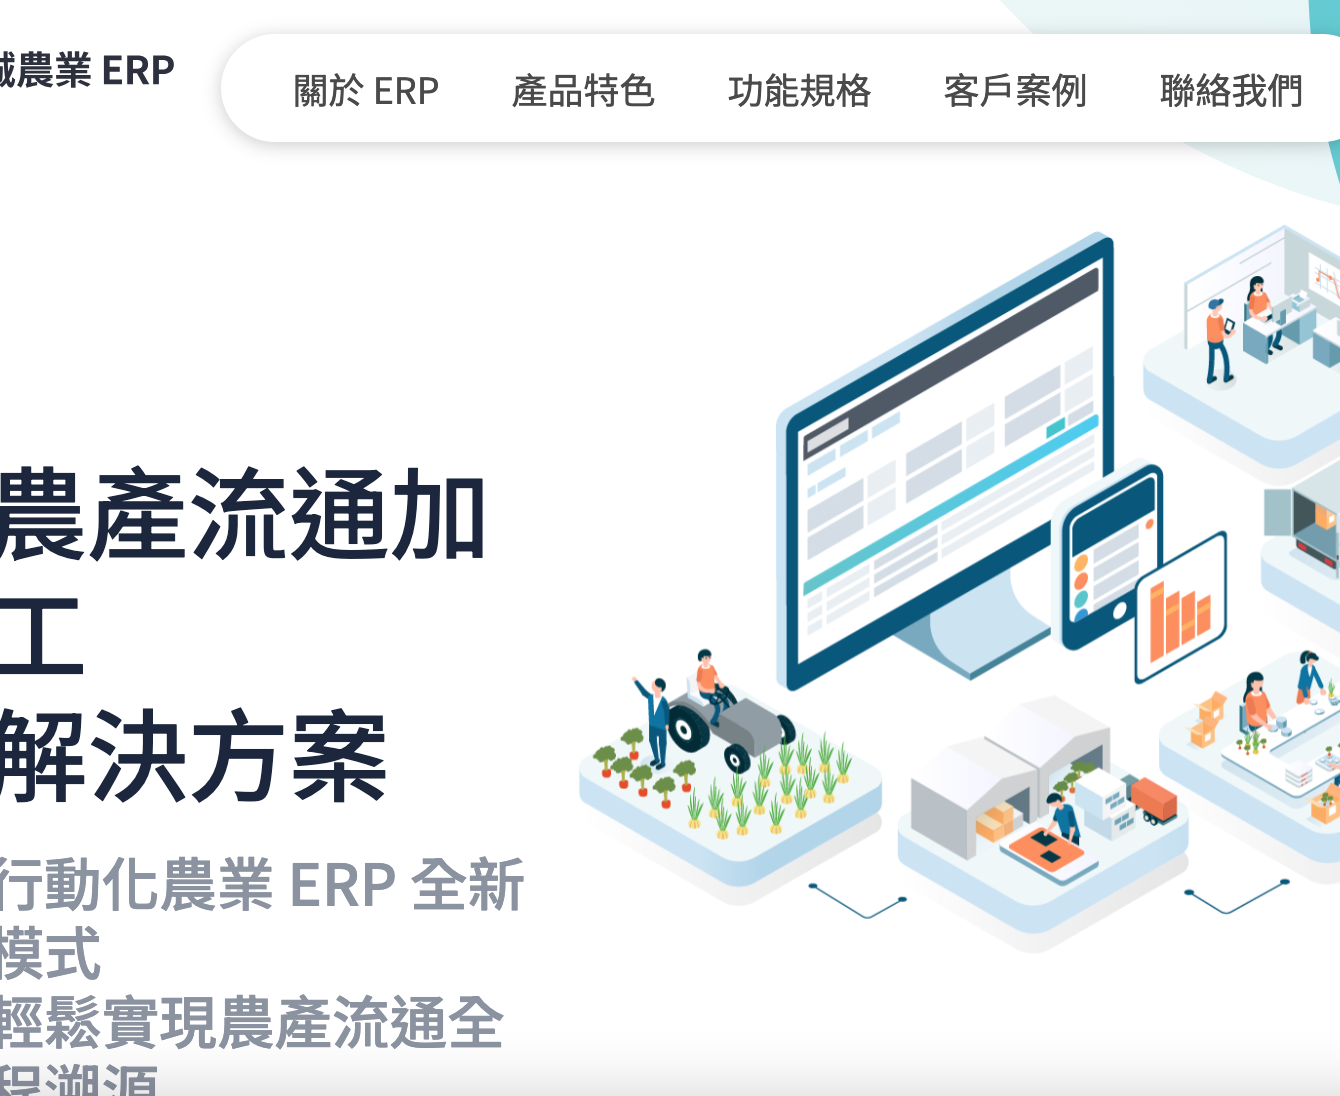 誠農業 ERP
關於 ERP 產品特色 功能規格 客戶案例 聯絡我們
農產流通加
工
解決方案
行動化農業 ERP 全新
模式
輕鬆實現農產流通全
程溯源